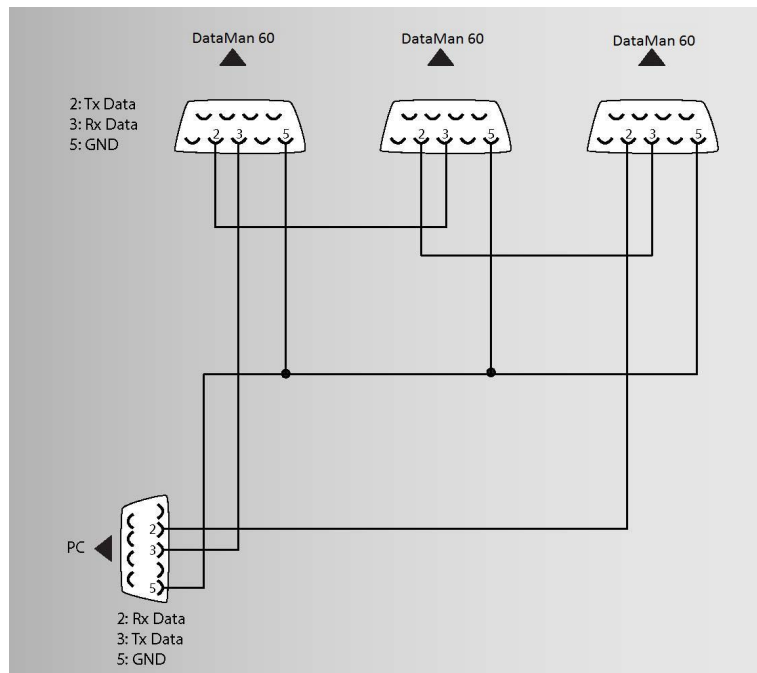 DataMan 60
DataMan 60
DataMan 60
2: Tx Data
3: Rx Data
5: GND
2 3 5
2 3 5
2 3 5
PC
2
3
5
2: Rx Data
3: Tx Data
5: GND